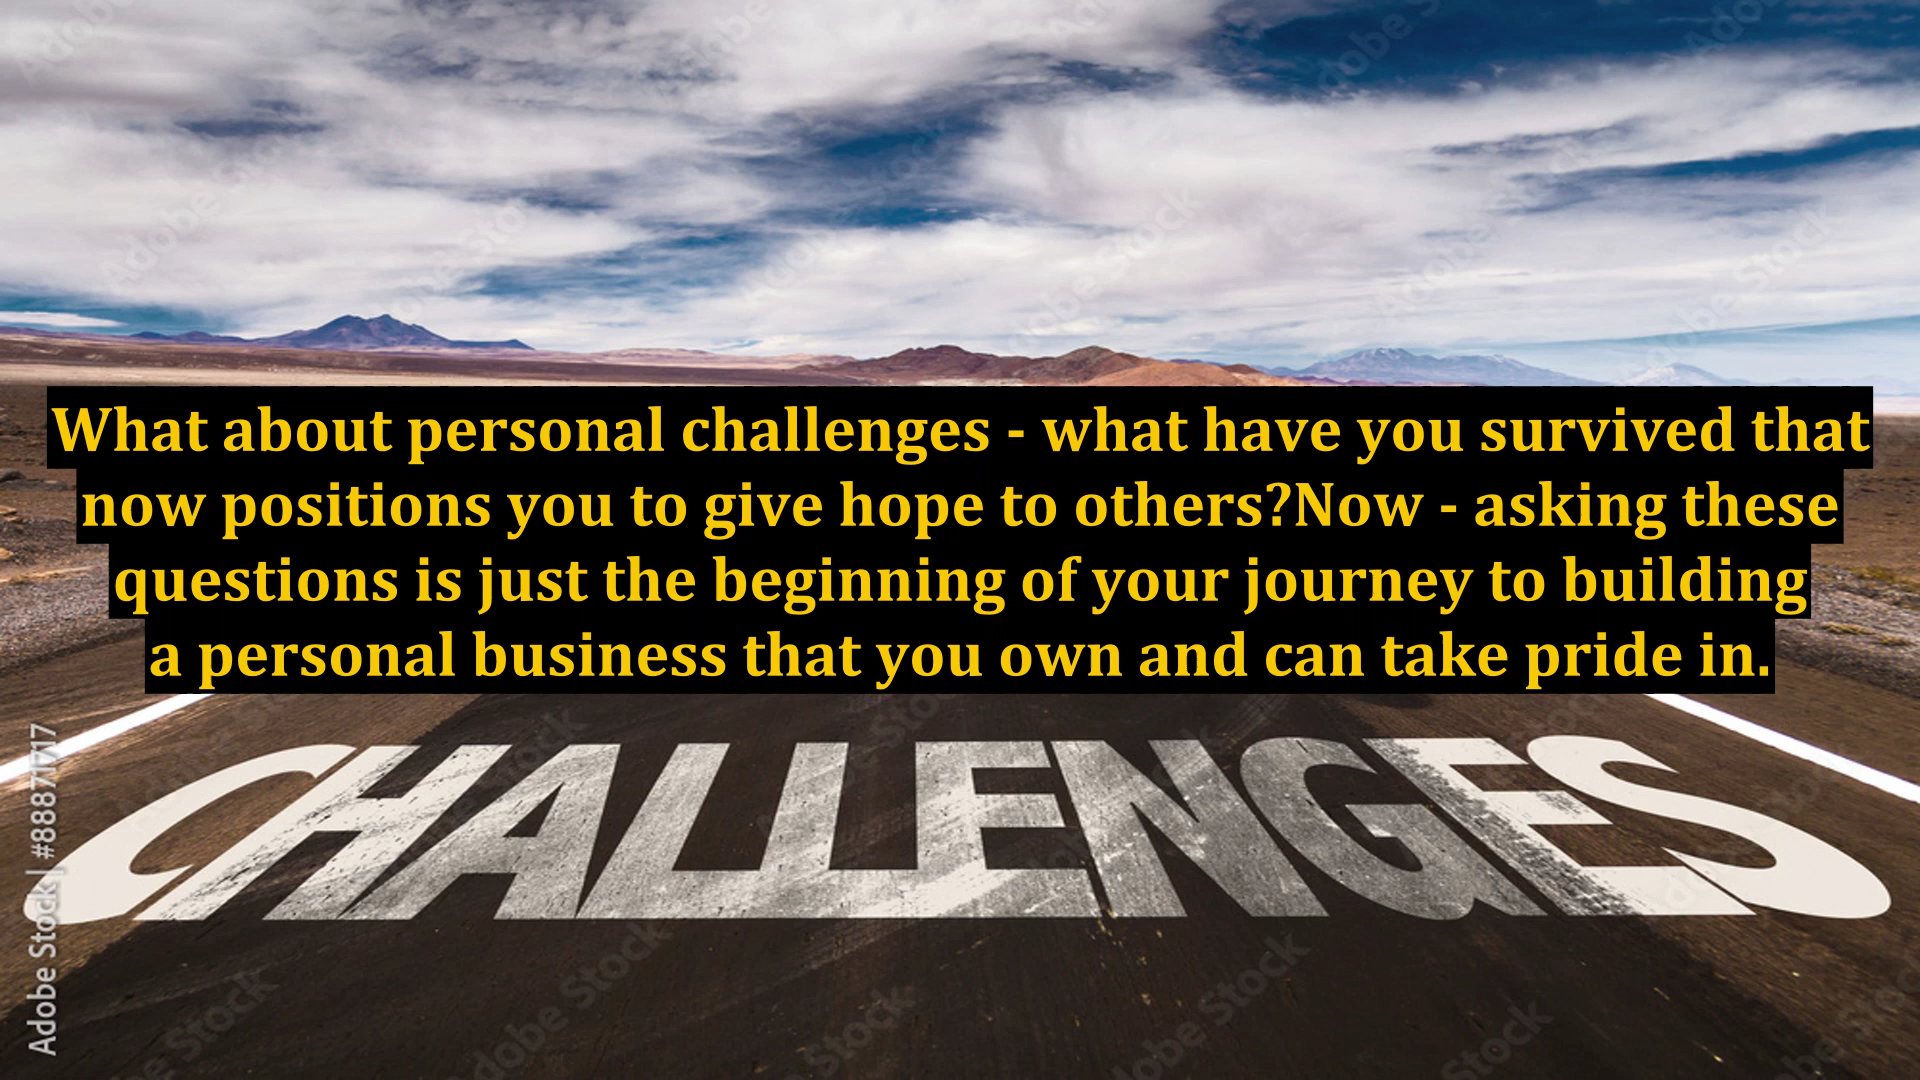 What about personal challenges - what have you survived that
now positions you to give hope to others?Now - asking these
questions is just the beginning of your journey to building
a personal business that you own and can take pride in.
CHALLENGES
Adobe Stock | #88871717